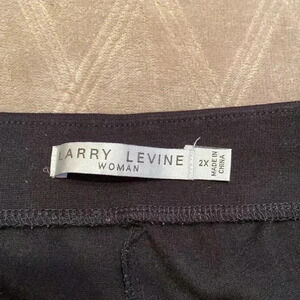 LARRY LEVINE
WOMAN
2X
MADE IN
CHINA